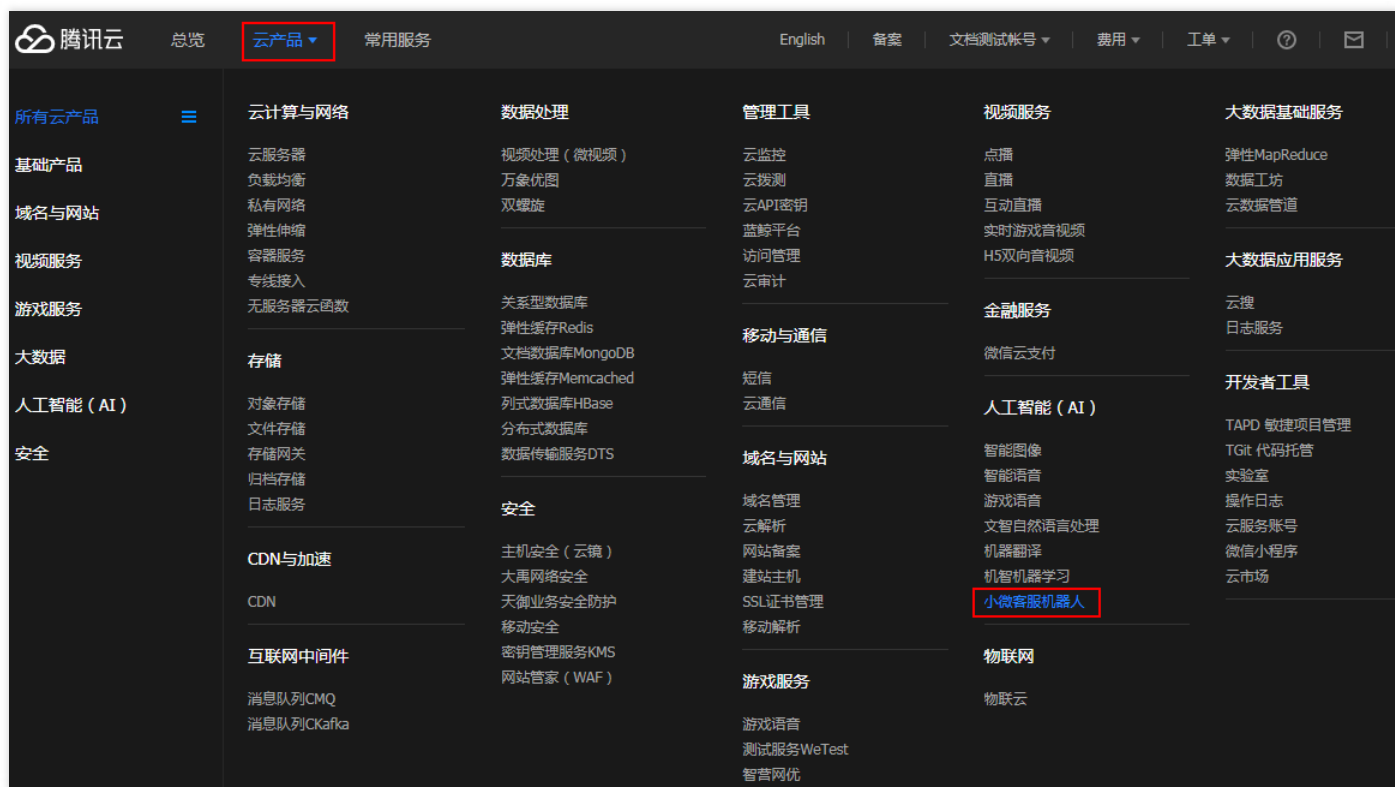 腾讯云 总览 云产品 常用服务 English 备案 文档测试帐号 费用 工单
所有云产品
基础产品
域名与网站
视频服务
游戏服务
大数据
人工智能（AI）
安全
云计算与网络
云服务器
负载均衡
私有网络
弹性伸缩
容器服务
专线接入
无服务器云函数
存储
对象存储
文件存储
存储网关
归档存储
日志服务
CDN与加速
CDN
互联网中间件
消息队列CMQ
消息队列CKafka
数据处理
视频处理（微视频）
万象优图
双螺旋
数据库
关系型数据库
弹性缓存Redis
文档数据库MongoDB
弹性缓存Memcached
列式数据库HBase
分布式数据库
数据传输服务DTS
安全
主机安全（云镜）
大禹网络安全
天御业务安全防护
移动安全
密钥管理服务KMS
网站管家（WAF）
管理工具
云监控
云拨测
云API密钥
蓝鲸平台
访问管理
云审计
移动与通信
短信
云通信
域名与网站
域名管理
云解析
网站备案
建站主机
SSL证书管理
移动解析
游戏服务
游戏语音
测试服务WeTest
智营网优
视频服务
点播
直播
互动直播
实时游戏音视频
H5双向音视频
金融服务
微信云支付
人工智能（AI）
智能图像
智能语音
游戏语音
文智自然语言处理
机器翻译
机智机器学习
小微客服机器人
物联网
物联云
大数据基础服务
弹性MapReduce
数据工坊
云数据管道
大数据应用服务
云搜
日志服务
开发者工具
TAPD 敏捷项目管理
TGit 代码托管
实验室
操作日志
云服务账号
微信小程序
云市场